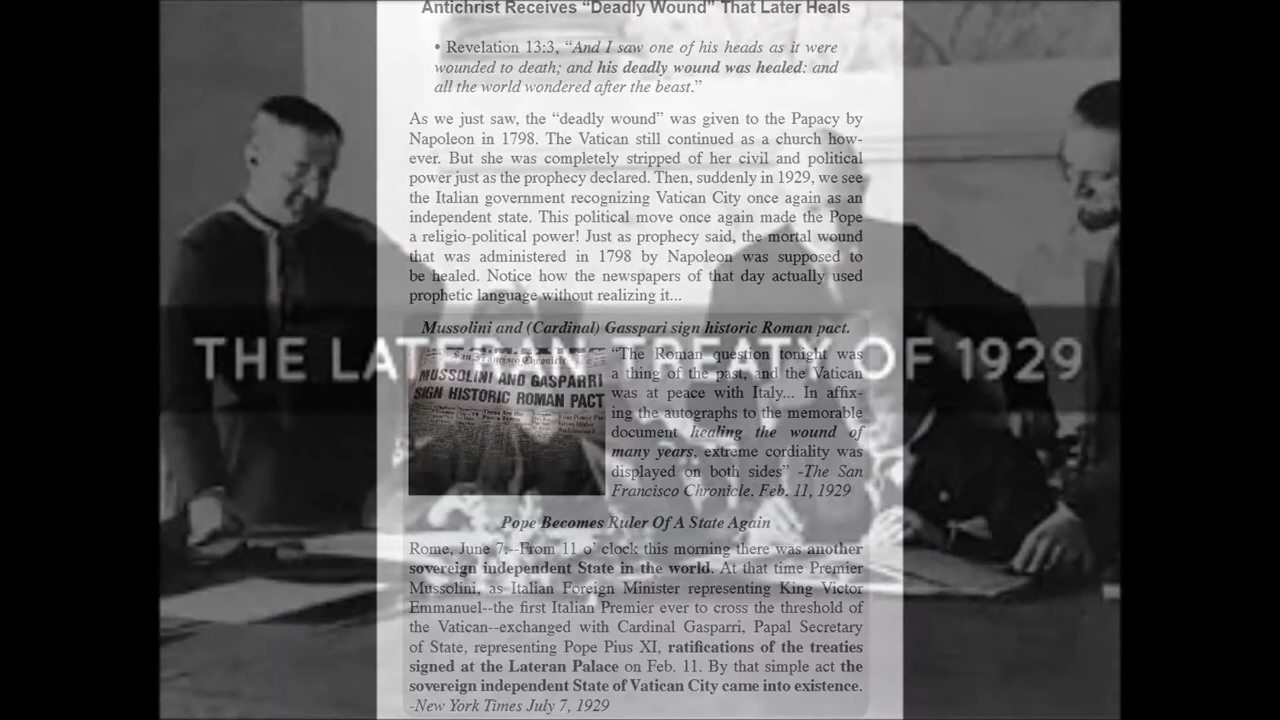 Antichrist Receives “Deadly Wound” That Later Heals
• Revelation 13:3, “And I saw one of his heads as it were
wounded to death; and his deadly wound was healed: and
all the world wondered after the beast.”
As we just saw, the “deadly wound” was given to the Papacy by
Napoleon in 1798. The Vatican still continued as a church how-
ever. But she was completely stripped of her civil and political
power just as the prophecy declared. Then, suddenly in 1929, we see
the Italian government recognizing Vatican City once again as an
independent state. This political move once again made the Pope
a religio-political power! Just as prophecy said, the mortal wound
that was administered in 1798 by Napoleon was supposed to
be healed. Notice how the newspapers of that day actually used
prophetic language without realizing it...
Mussolini and (Cardinal) Gasspari sign historic Roman pact.
THE LATERAN TREATY OF 1929
San Francisco Chronicle
MUSSOLINI AND GASPARRI
SIGN HISTORIC ROMAN PACT
“The Roman question tonight was
a thing of the past, and the Vatican
was at peace with Italy... In affix-
ing the autographs to the memorable
document healing the wound of
many years, extreme cordiality was
displayed on both sides” -The San
Francisco Chronicle. Feb. 11, 1929
Pope Becomes Ruler Of A State Again
Rome, June 7:--From 11 o’ clock this morning there was another
sovereign independent State in the world. At that time Premier
Mussolini, as Italian Foreign Minister representing King Victor
Emmanuel--the first Italian Premier ever to cross the threshold of
the Vatican--exchanged with Cardinal Gasparri, Papal Secretary
of State, representing Pope Pius XI, ratifications of the treaties
signed at the Lateran Palace on Feb. 11. By that simple act the
sovereign independent State of Vatican City came into existence.
-New York Times July 7, 1929